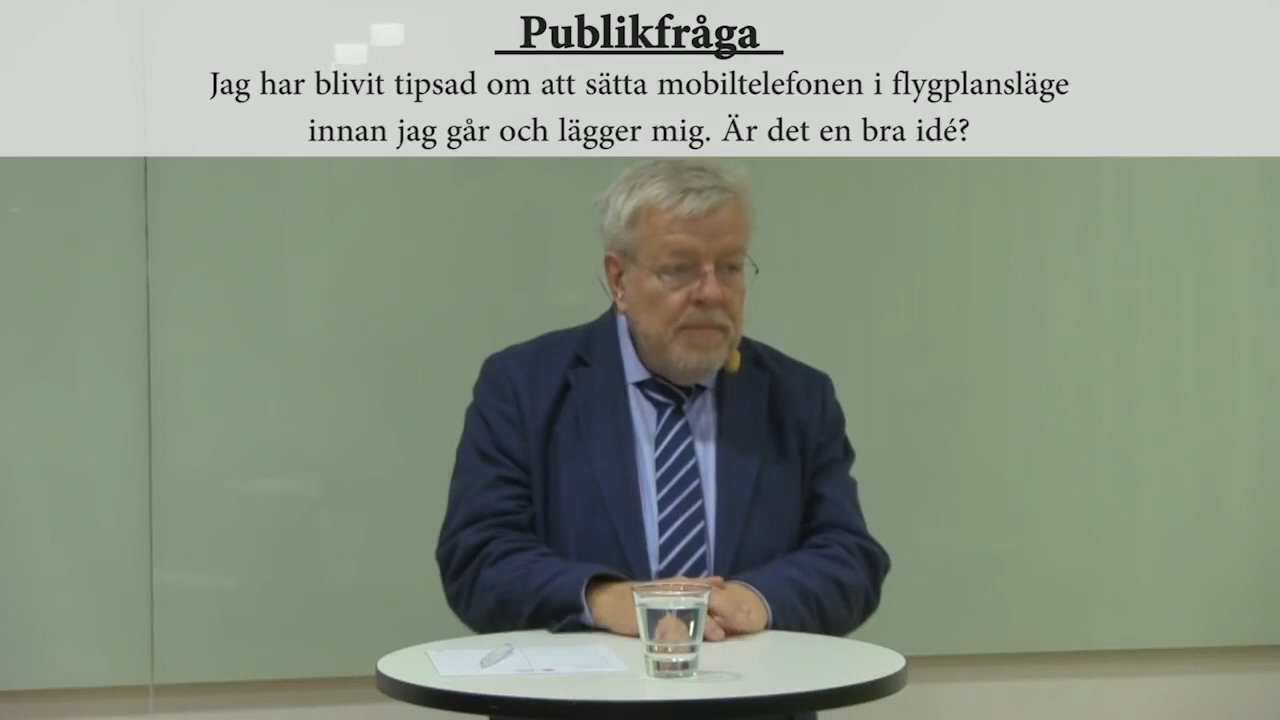 Publikfråga
Jag har blivit tipsad om att sätta mobiltelefonen i flygplansläge
innan jag går och lägger mig. Är det en bra idé?